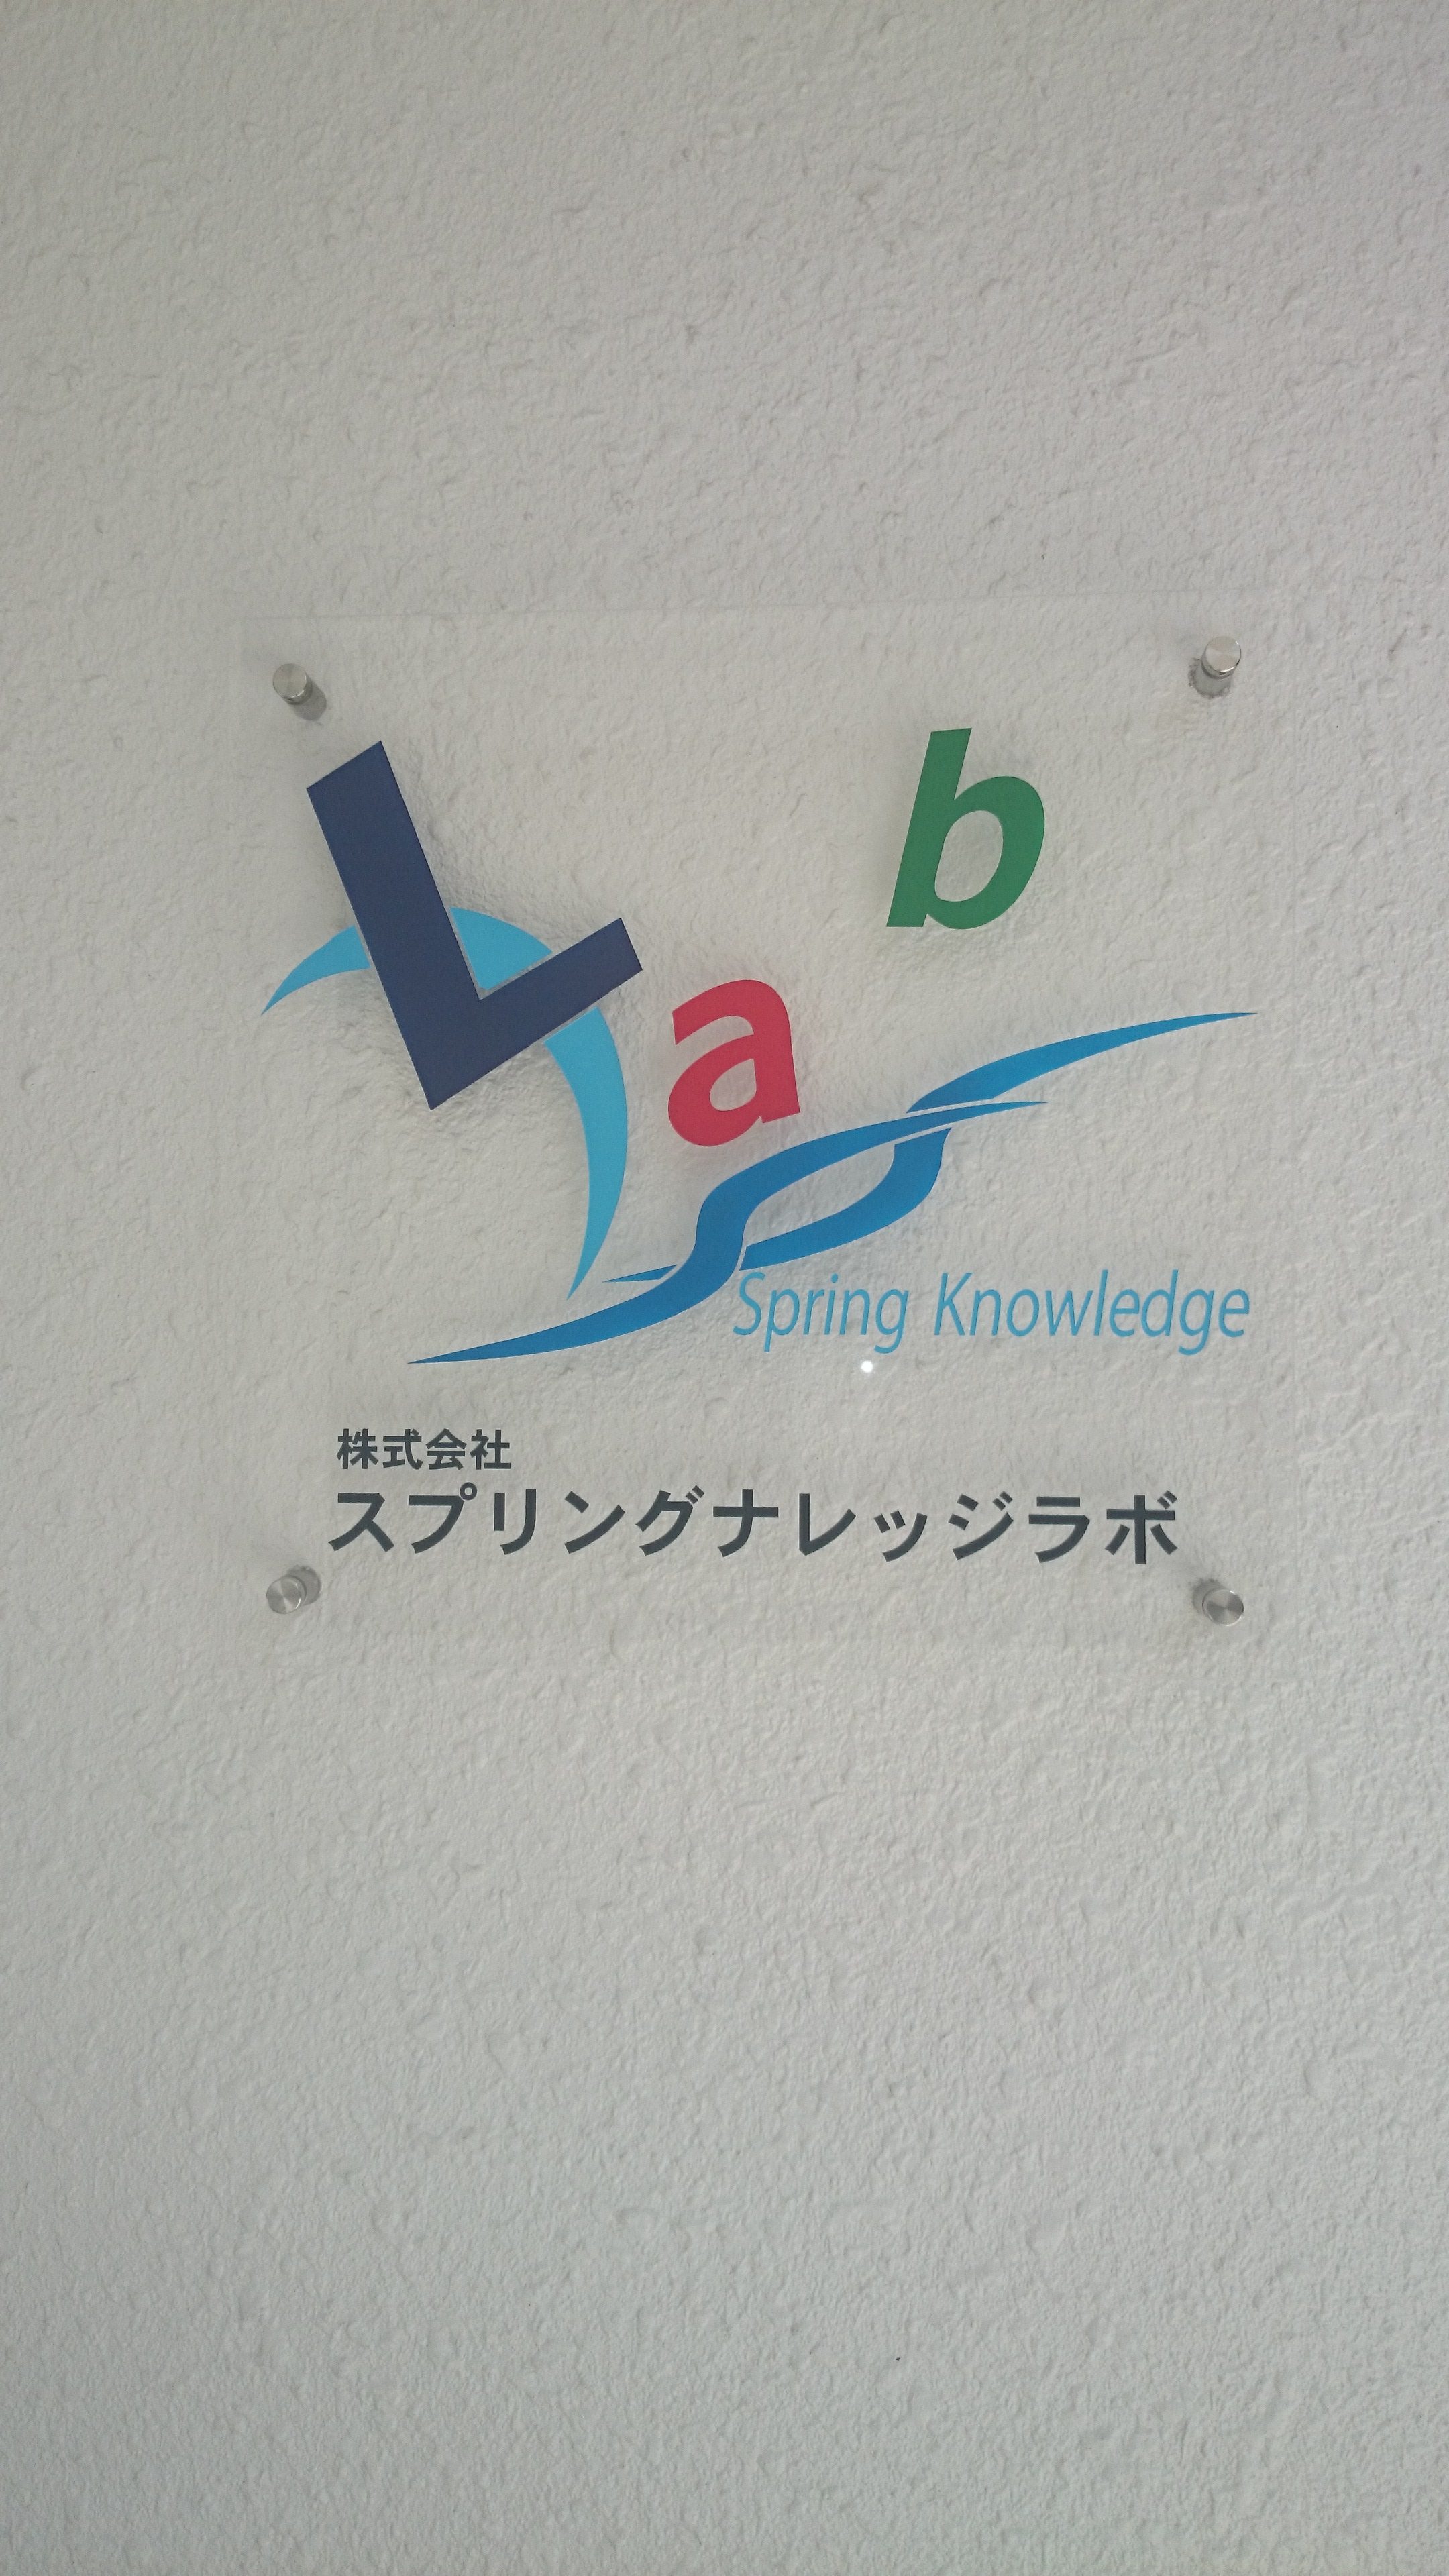 Lab
Spring Knowledge
株式会社
スプリングナレッジラボ